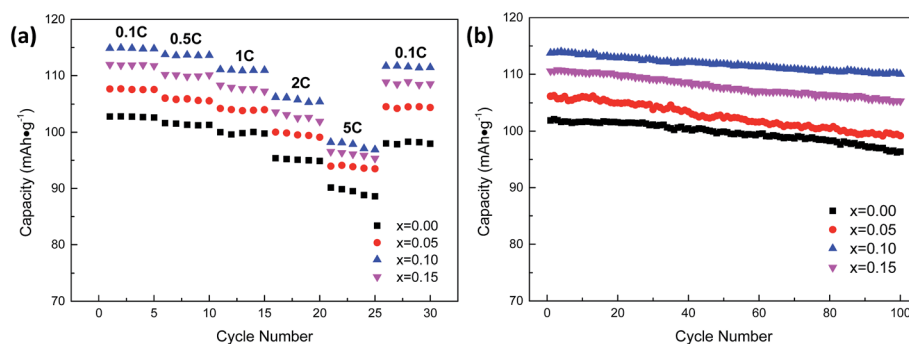 (a)
120
110
100
90
80
70
Capacity (mAh•g⁻¹)
0.1C
0.5C
1C
2C
5C
0.1C
x=0.00
x=0.05
x=0.10
x=0.15
0 5 10 15 20 25 30
Cycle Number
(b)
120
110
100
90
80
70
Capacity (mAh•g⁻¹)
x=0.00
x=0.05
x=0.10
x=0.15
0 20 40 60 80 100
Cycle Number